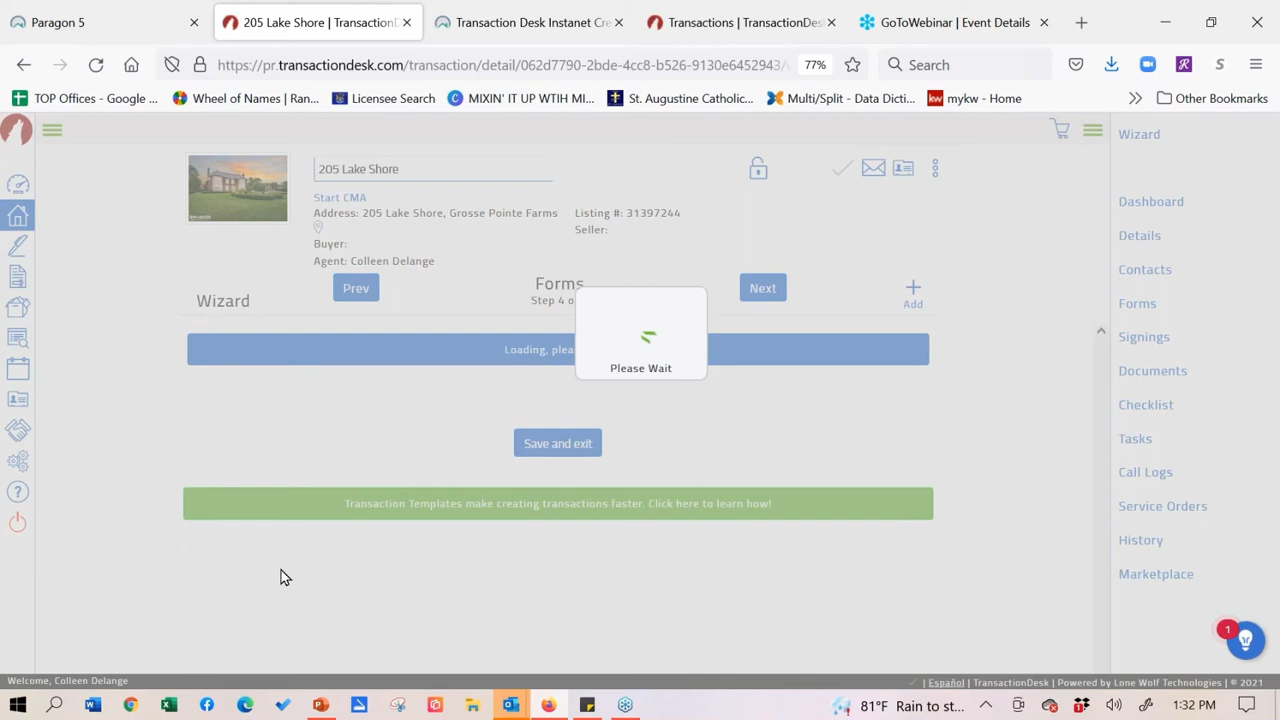 Paragon 5
205 Lake Shore | TransactionD
Transaction Desk Instanet Cre
Transactions | TransactionDes
GoToWebinar | Event Details
https://pr.transactiondesk.com/transaction/detail/062d7790-2bde-4cc8-b526-9130e6452943/
77%
Search
TOP Offices - Google ...
Wheel of Names | Ran...
Licensee Search
MIXIN' IT UP WTIH MI...
St. Augustine Catholic...
Multi/Split - Data Dicti...
mykw - Home
Other Bookmarks
Wizard
205 Lake Shore
Start CMA
Address: 205 Lake Shore, Grosse Pointe Farms
Listing #: 31397244
Seller:
Buyer:
Agent: Colleen Delange
Wizard
Prev
Forms
Step 4 o
Next
Add
Loading, plea
Please Wait
Save and exit
Transaction Templates make creating transactions faster. Click here to learn how!
Dashboard
Details
Contacts
Forms
Signings
Documents
Checklist
Tasks
Call Logs
Service Orders
History
Marketplace
1
Welcome, Colleen Delange
Español | TransactionDesk | Powered by Lone Wolf Technologies | © 2021
81°F Rain to st...
1:32 PM